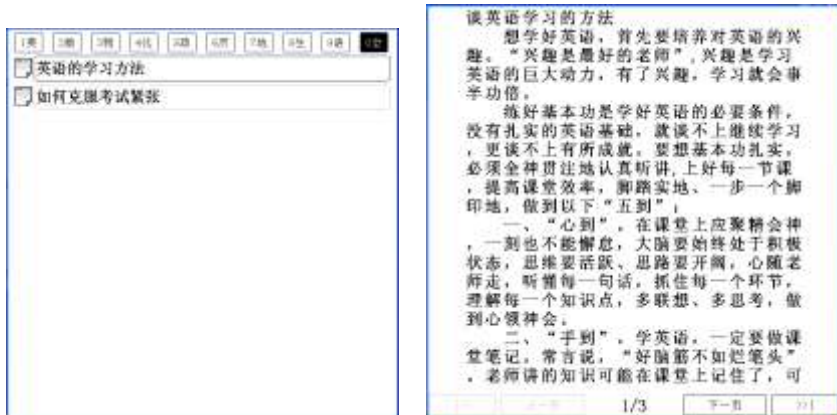 英语的学习方法
如何克服考试紧张
谈英语学习的方法
想学好英语，首先要培养对英语的兴
趣。“兴趣是最好的老师”，兴趣是学习
英语的巨大动力，有了兴趣，学习就会事
半功倍。
练好基本功是学好英语的必要条件，
没有扎实的英语基础，就谈不上继续学习
，更谈不上有所成就。要想基本功扎实，
必须全神贯注地认真听讲，上好每一节课
，提高课堂效率，脚踏实地、一步一个脚
印地，做到以下“五到”：
一、“心到”。在课堂上应聚精会神
，一刻也不能懈怠，大脑要始终处于积极
状态，思维要活跃、思路要开阔，心随老
师走，听懂每一句话，抓住每一个环节，
理解每一个知识点，多联想、多思考，做
到心领神会。
二、“手到”。学英语，一定要做课
堂笔记。常言说，“好脑筋不如烂笔头”
。老师讲的知识可能在课堂上记住了，可
1/3 下一页